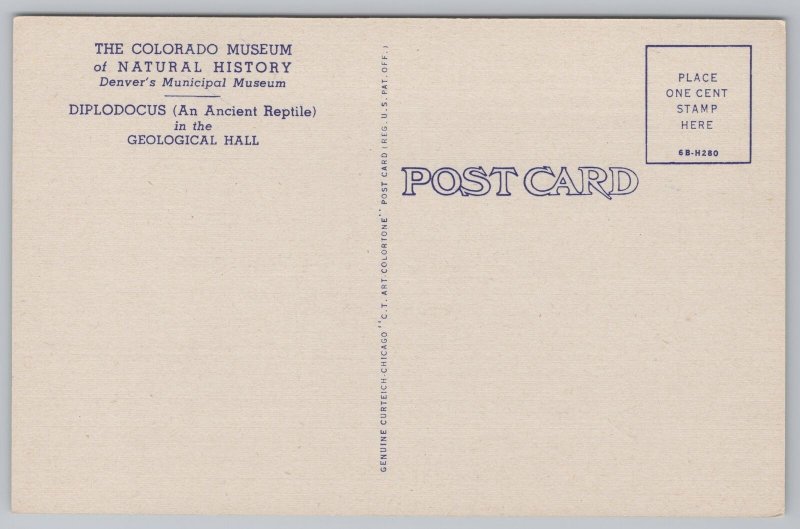 THE COLORADO MUSEUM
of NATURAL HISTORY
Denver's Municipal Museum
DIPLODOCUS (An Ancient Reptile)
in the
GEOLOGICAL HALL
GENUINE CURTEICH-CHICAGO "C. T. ART-COLORTONE" POST CARD (REG. U. S. PAT. OFF.)
POST CARD
PLACE
ONE CENT
STAMP
HERE
6B-H280